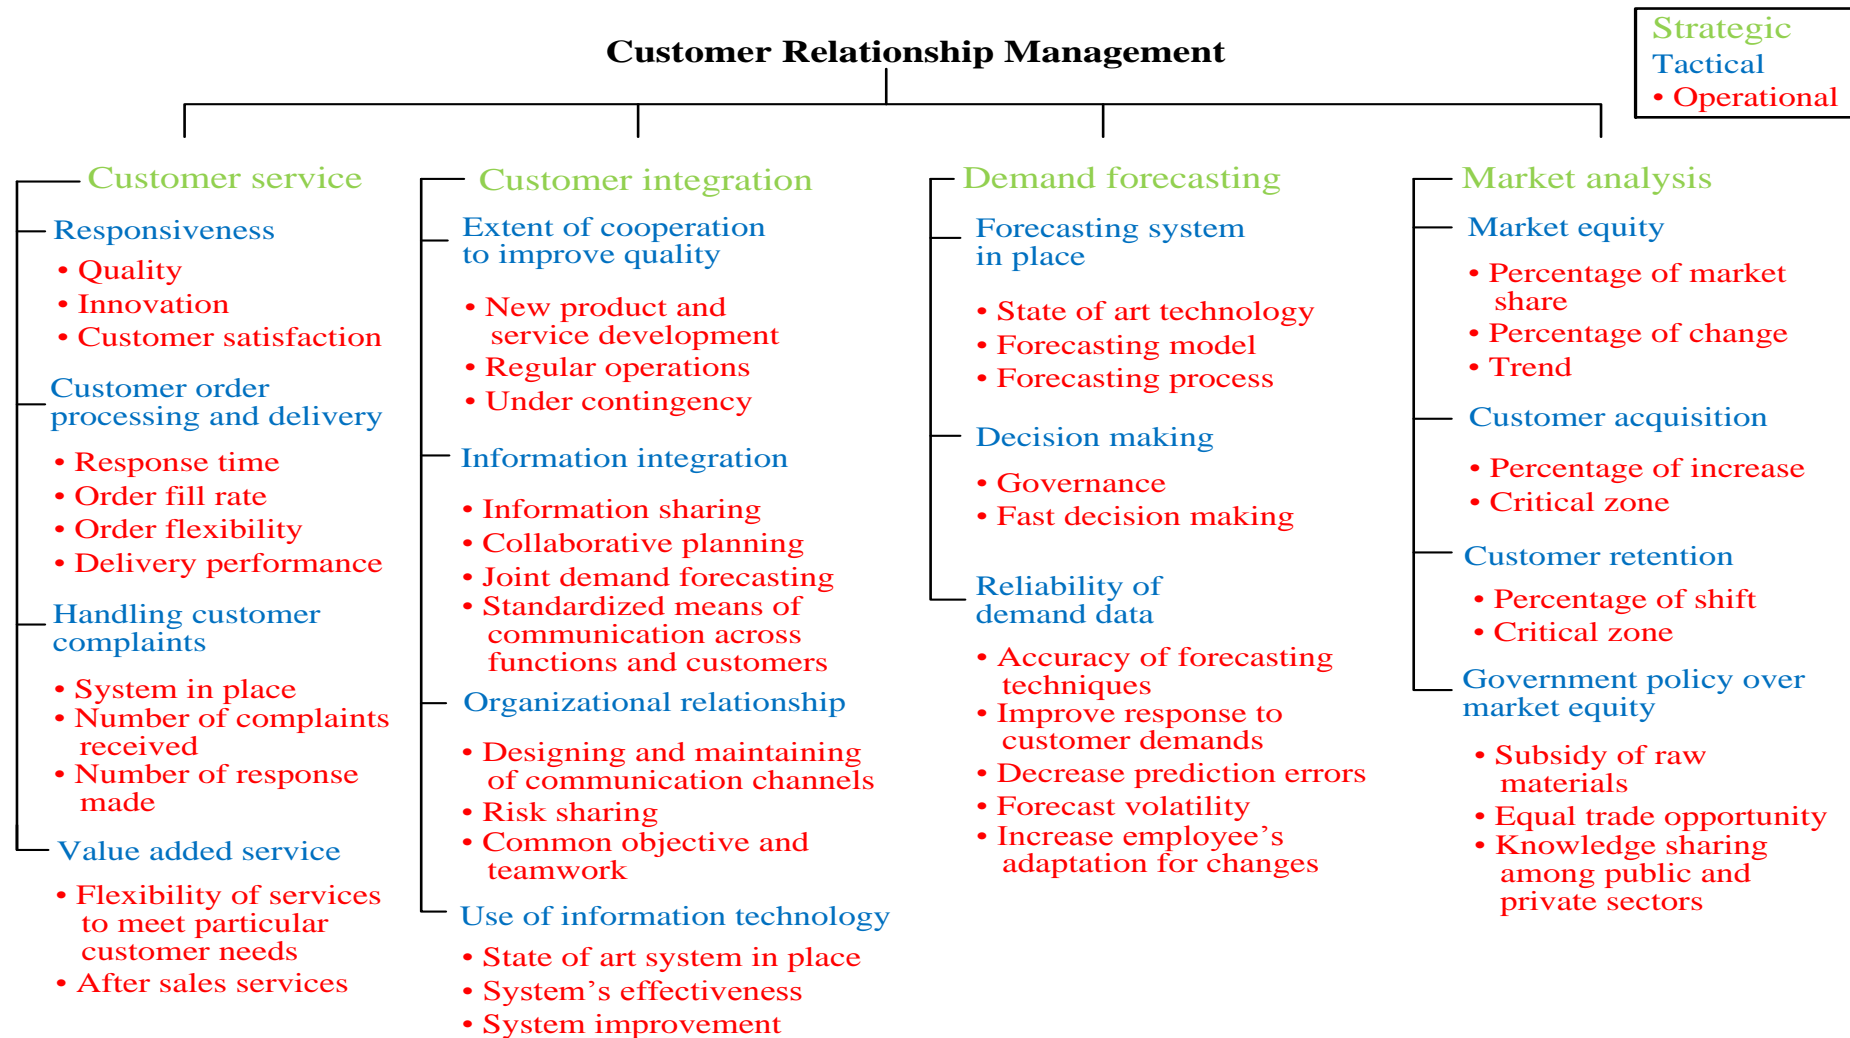 Customer Relationship Management
Strategic
Tactical
• Operational
Customer service
Responsiveness
• Quality
• Innovation
• Customer satisfaction
Customer order
processing and delivery
• Response time
• Order fill rate
• Order flexibility
• Delivery performance
Handling customer
complaints
• System in place
• Number of complaints
received
• Number of response
made
Value added service
• Flexibility of services
to meet particular
customer needs
• After sales services
Customer integration
Extent of cooperation
to improve quality
• New product and
service development
• Regular operations
• Under contingency
Information integration
• Information sharing
• Collaborative planning
• Joint demand forecasting
• Standardized means of
communication across
functions and customers
Organizational relationship
• Designing and maintaining
of communication channels
• Risk sharing
• Common objective and
teamwork
Use of information technology
• State of art system in place
• System’s effectiveness
• System improvement
Demand forecasting
Forecasting system
in place
• State of art technology
• Forecasting model
• Forecasting process
Decision making
• Governance
• Fast decision making
Reliability of
demand data
• Accuracy of forecasting
techniques
• Improve response to
customer demands
• Decrease prediction errors
• Forecast volatility
• Increase employee’s
adaptation for changes
Market analysis
Market equity
• Percentage of market
share
• Percentage of change
• Trend
Customer acquisition
• Percentage of increase
• Critical zone
Customer retention
• Percentage of shift
• Critical zone
Government policy over
market equity
• Subsidy of raw
materials
• Equal trade opportunity
• Knowledge sharing
among public and
private sectors